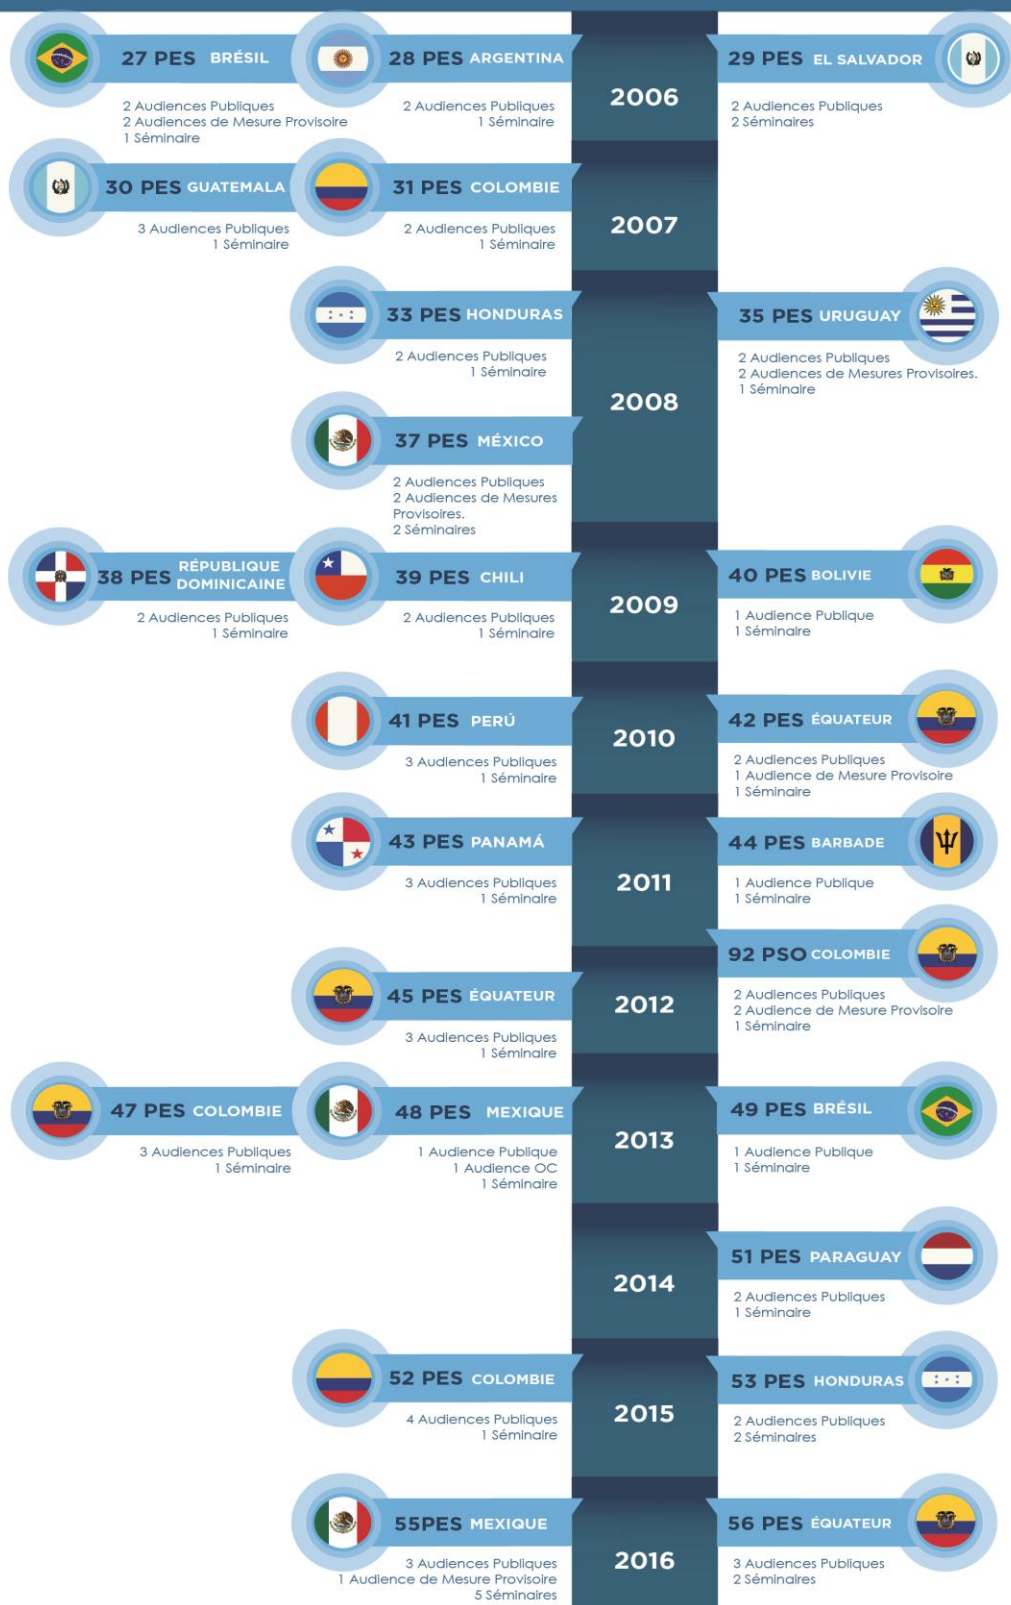 27 PES BRÉSIL
2 Audiences Publiques
2 Audiences de Mesure Provisoire
1 Séminaire
28 PES ARGENTINA
2 Audiences Publiques
1 Séminaire
2006
29 PES EL SALVADOR
2 Audiences Publiques
2 Séminaires
30 PES GUATEMALA
3 Audiences Publiques
1 Séminaire
31 PES COLOMBIE
2 Audiences Publiques
1 Séminaire
2007
33 PES HONDURAS
2 Audiences Publiques
1 Séminaire
35 PES URUGUAY
2 Audiences Publiques
2 Audiences de Mesures Provisoires.
1 Séminaire
2008
37 PES MÉXICO
2 Audiences Publiques
2 Audiences de Mesures
Provisoires.
2 Séminaires
38 PES RÉPUBLIQUE
DOMINICAINE
2 Audiences Publiques
1 Séminaire
39 PES CHILI
2 Audiences Publiques
1 Séminaire
2009
40 PES BOLIVIE
1 Audience Publique
1 Séminaire
41 PES PERÚ
3 Audiences Publiques
1 Séminaire
2010
42 PES ÉQUATEUR
2 Audiences Publiques
1 Audience de Mesure Provisoire
1 Séminaire
43 PES PANAMÁ
3 Audiences Publiques
1 Séminaire
2011
44 PES BARBADE
1 Audience Publique
1 Séminaire
45 PES ÉQUATEUR
3 Audiences Publiques
1 Séminaire
2012
92 PSO COLOMBIE
2 Audiences Publiques
2 Audience de Mesure Provisoire
1 Séminaire
47 PES COLOMBIE
3 Audiences Publiques
1 Séminaire
48 PES MEXIQUE
1 Audience Publique
1 Audience OC
1 Séminaire
2013
49 PES BRÉSIL
1 Audience Publique
1 Séminaire
2014
51 PES PARAGUAY
2 Audiences Publiques
1 Séminaire
52 PES COLOMBIE
4 Audiences Publiques
1 Séminaire
2015
53 PES HONDURAS
2 Audiences Publiques
2 Séminaires
55PES MEXIQUE
3 Audiences Publiques
1 Audience de Mesure Provisoire
5 Séminaires
2016
56 PES ÉQUATEUR
3 Audiences Publiques
2 Séminaires